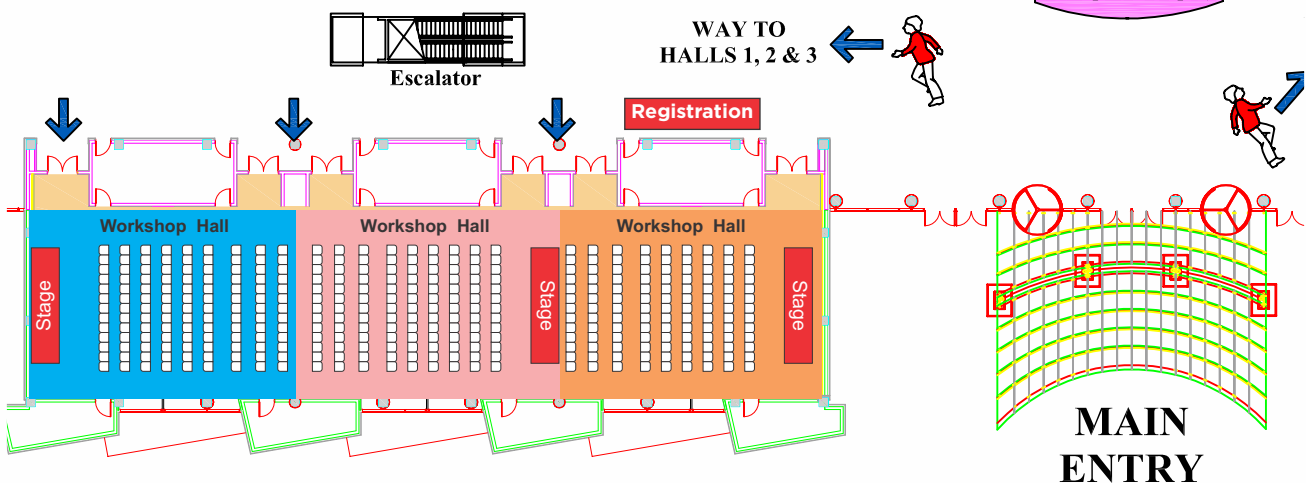 WAY TO
HALLS 1, 2 & 3
Escalator
Registration
Workshop Hall
Workshop Hall
Workshop Hall
Stage
Stage
Stage
MAIN
ENTRY